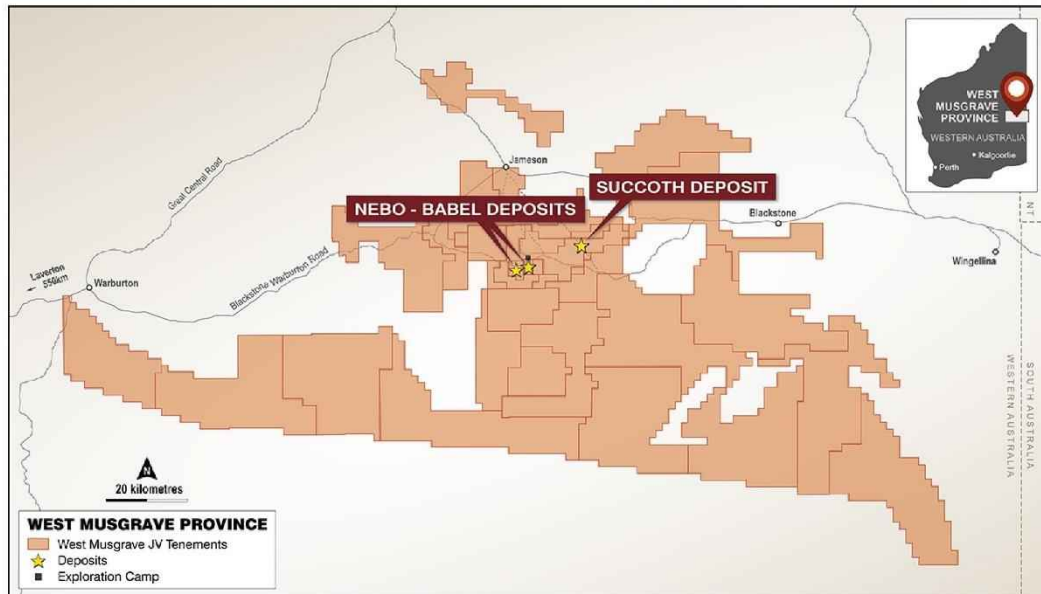 WEST
MUSGRAVE
PROVINCE
WESTERN AUSTRALIA
Kalgoorlie
Perth
Great Central Road
Jameson
SUCCOTH DEPOSIT
NEBO - BABEL DEPOSITS
Blackstone
NT
Wingellina
Laverton
556km
Warburton
Blackstone Warburton Road
SOUTH AUSTRALIA
WESTERN AUSTRALIA
N
20 kilometres
WEST MUSGRAVE PROVINCE
West Musgrave JV Tenements
Deposits
Exploration Camp